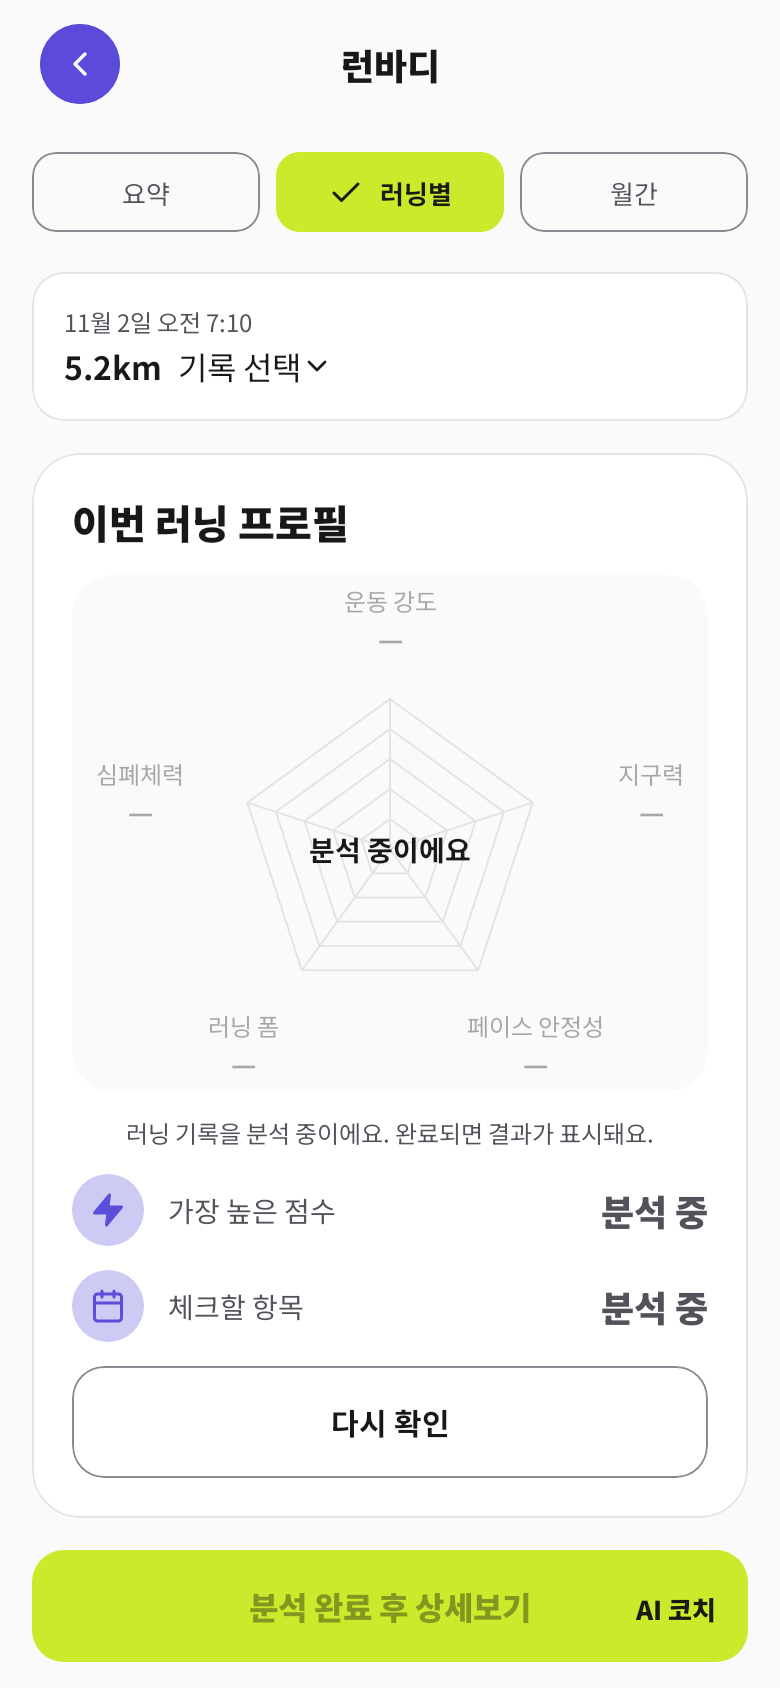 런바디
요약
러닝별
월간
11월 2일 오전 7:10
5.2km 기록 선택
이번 러닝 프로필
운동 강도
—
심폐체력
—
지구력
—
분석 중이에요
러닝 폼
—
페이스 안정성
—
러닝 기록을 분석 중이에요. 완료되면 결과가 표시돼요.
가장 높은 점수 분석 중
체크할 항목 분석 중
다시 확인
분석 완료 후 상세보기 AI 코치